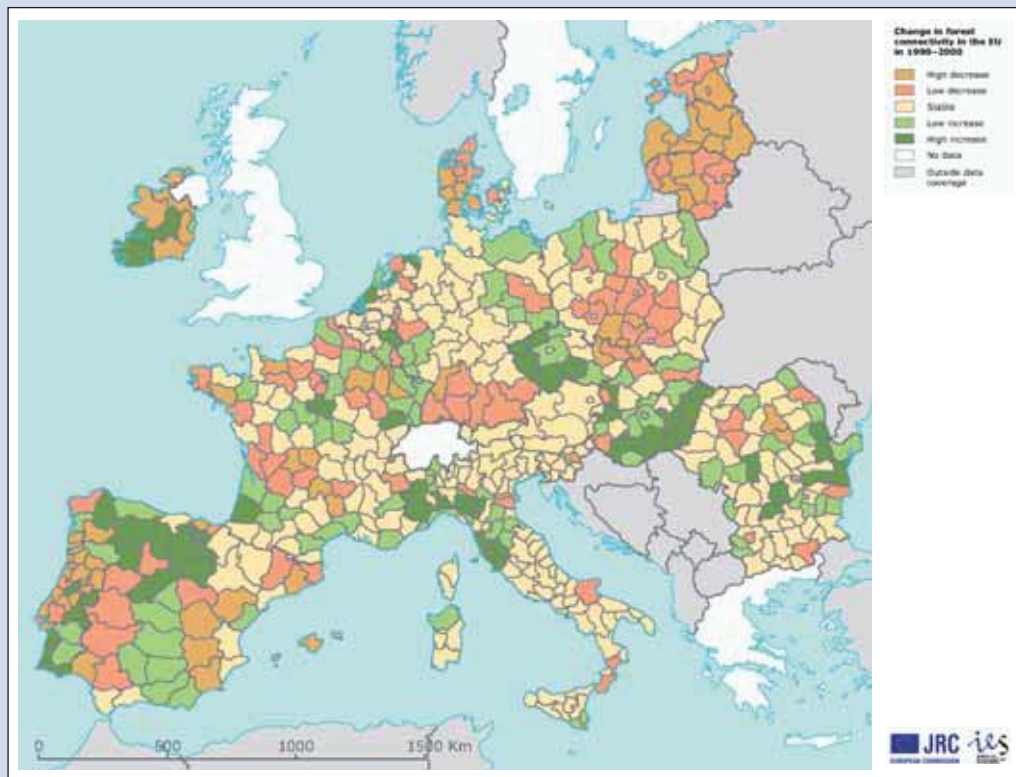 Change in forest
connectivity in the EU
in 1990–2000
High decrease
Low decrease
Stable
Low increase
High increase
No data
Outside data
coverage
0 500 1000 1500 Km
JRC ies
EUROPEAN COMMISSION